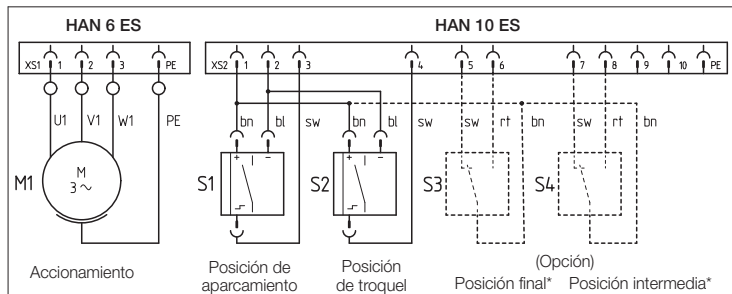 HAN 6 ES
HAN 10 ES
XS1 1 2 3 PE
XS2 1 2 3 4 5 6 7 8 9 10 PE
U1 V1 W1 PE
bn bl sw bn bl sw sw rt bn sw rt bn
M1
M
3 ~
S1
+ −
S2
+ −
S3
S4
(Opción)
Accionamiento
Posición de
aparcamiento
Posición
de troquel
Posición final*
Posición intermedia*